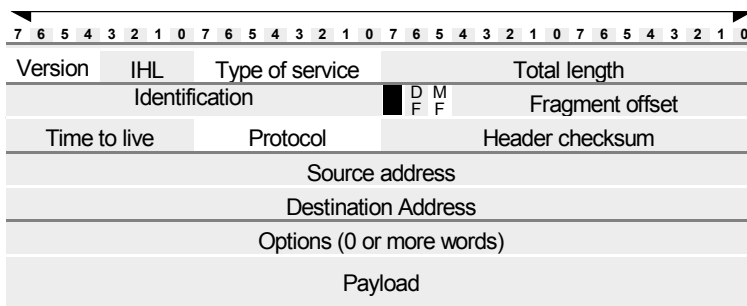 7 6 5 4 3 2 1 0 7 6 5 4 3 2 1 0 7 6 5 4 3 2 1 0 7 6 5 4 3 2 1 0
Version IHL Type of service Total length
Identification DF MF Fragment offset
Time to live Protocol Header checksum
Source address
Destination Address
Options (0 or more words)
Payload